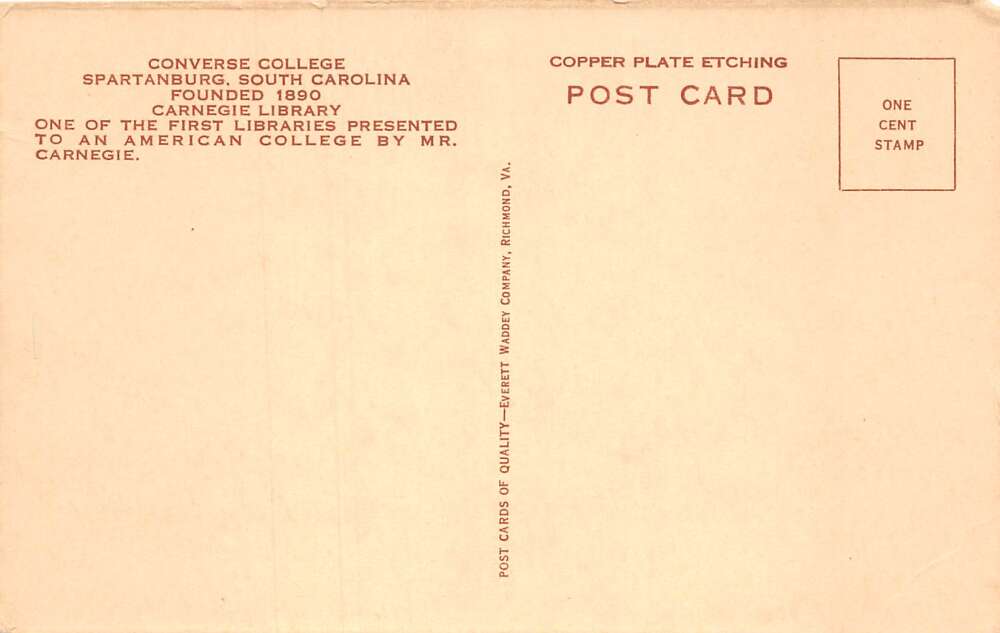 CONVERSE COLLEGE
SPARTANBURG, SOUTH CAROLINA
FOUNDED 1890
CARNEGIE LIBRARY
ONE OF THE FIRST LIBRARIES PRESENTED
TO AN AMERICAN COLLEGE BY MR.
CARNEGIE.
POST CARDS OF QUALITY—EVERETT WADDEY COMPANY, RICHMOND, VA.
COPPER PLATE ETCHING
POST CARD
ONE
CENT
STAMP